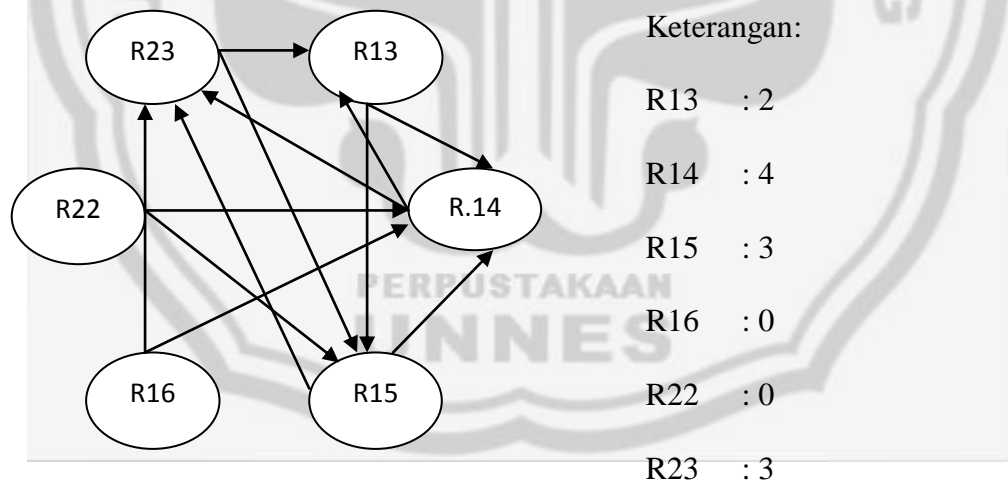 R23
R13
R22
R.14
R16
R15
Keterangan:
R13 : 2
R14 : 4
R15 : 3
R16 : 0
R22 : 0
R23 : 3
PERPUSTAKAAN
UNNES